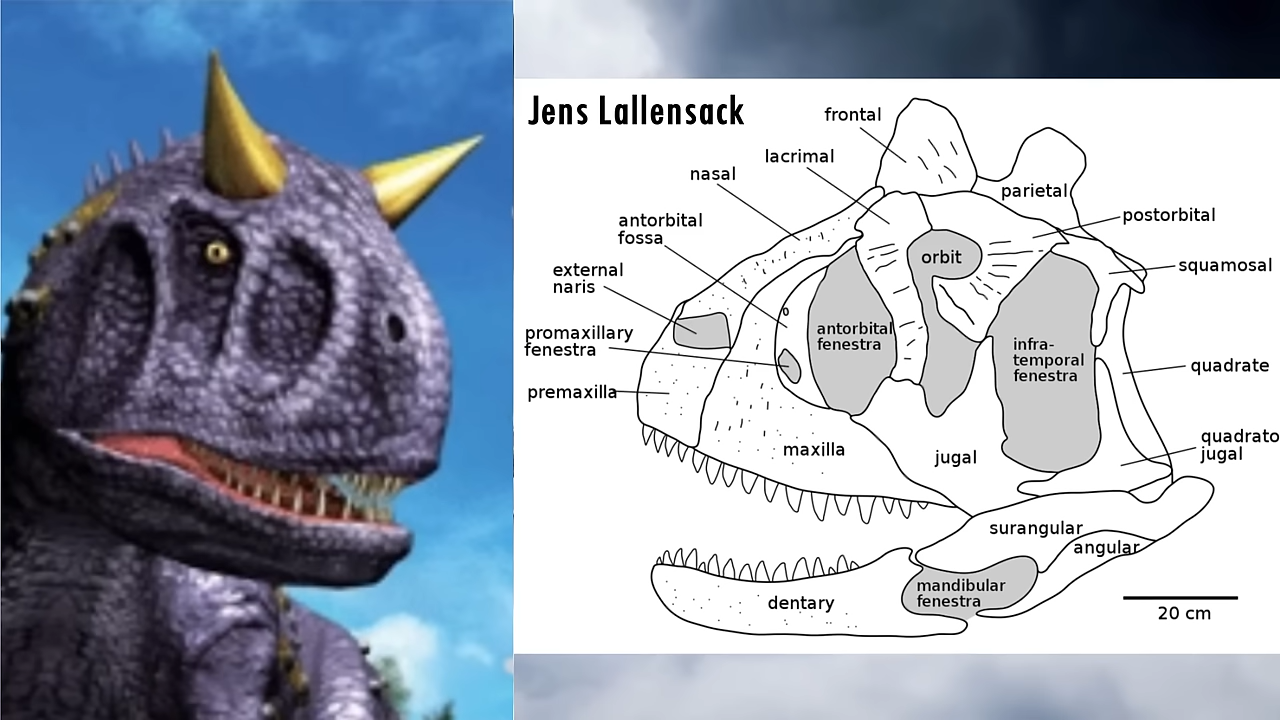 Jens Lallensack
frontal
lacrimal
nasal
parietal
antorbital
fossa
postorbital
orbit
squamosal
external
naris
promaxillary
fenestra
antorbital
fenestra
infra-
temporal
fenestra
quadrate
premaxilla
maxilla
jugal
quadrato
jugal
surangular
angular
mandibular
fenestra
dentary
20 cm